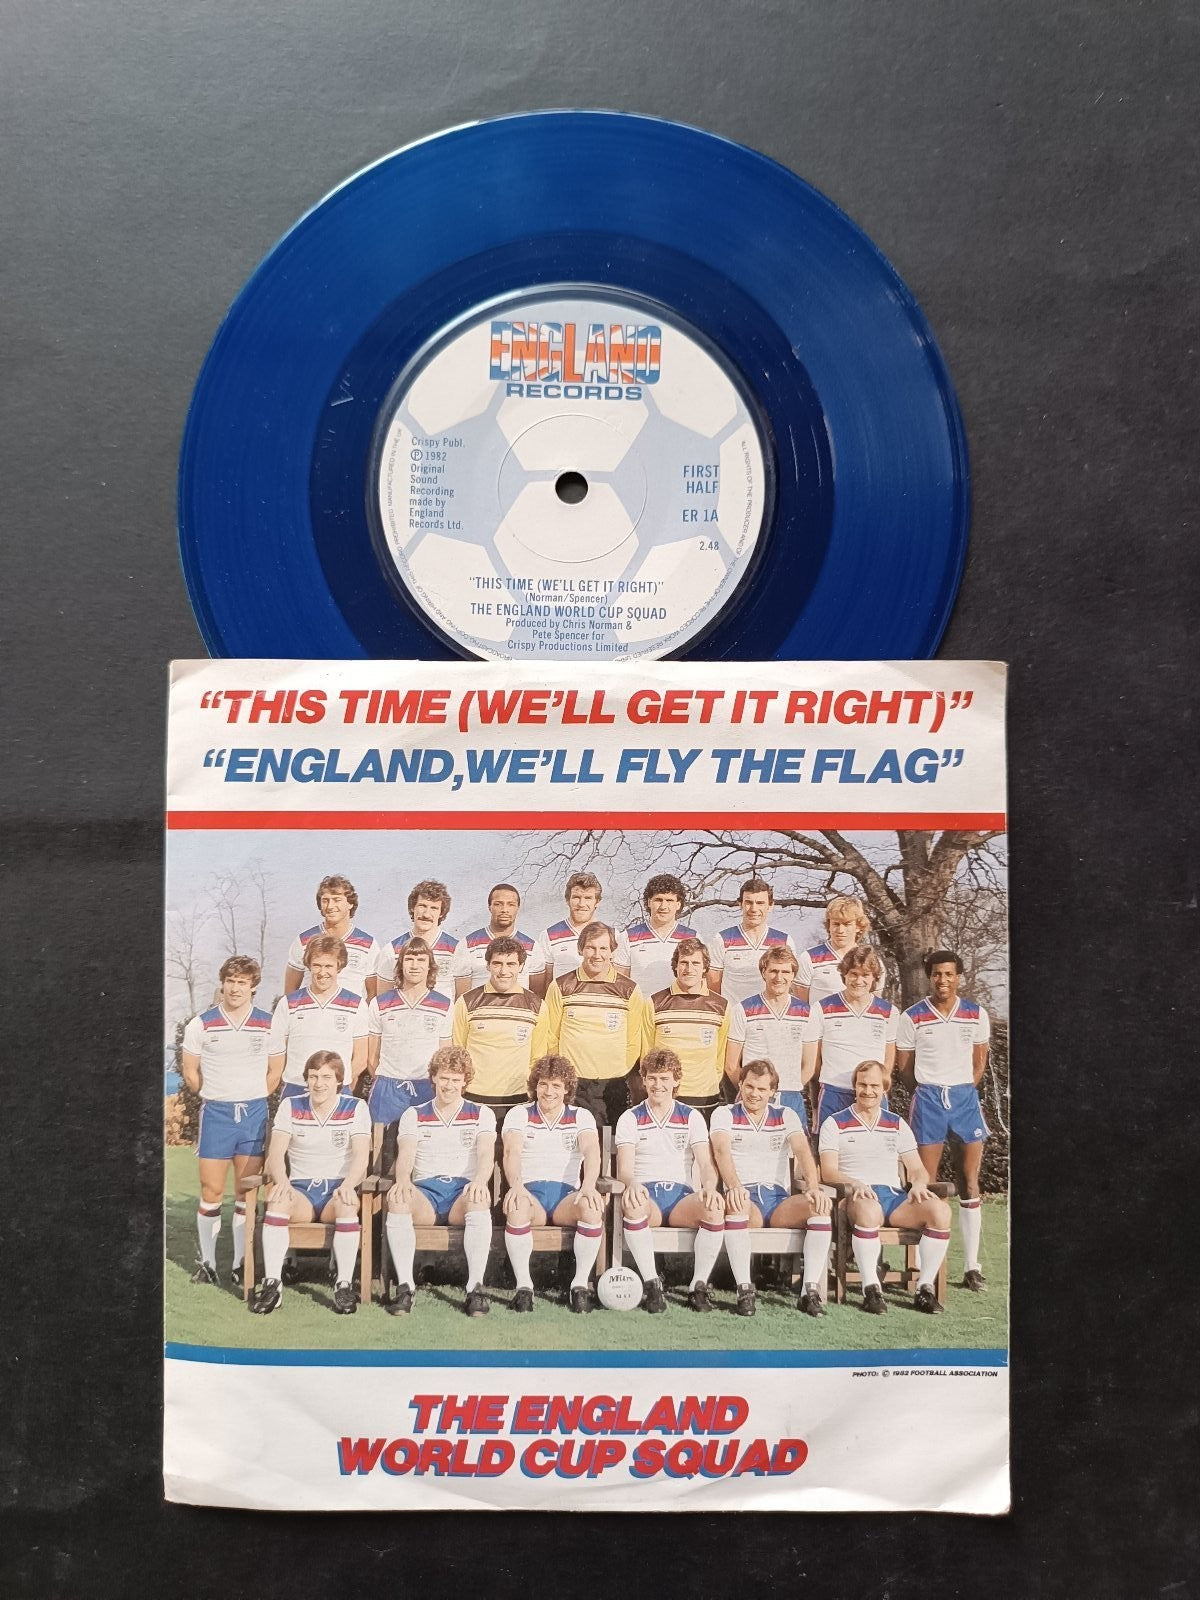 ENGLAND
RECORDS
Crispy Publ.
Ⓟ 1982
Original
Sound
Recording
made by
England
Records Ltd.
FIRST
HALF
ER 1A
2.48
"THIS TIME (WE'LL GET IT RIGHT)"
(Norman/Spencer)
THE ENGLAND WORLD CUP SQUAD
Produced by Chris Norman &
Pete Spencer for
Crispy Productions Limited
“THIS TIME (WE’LL GET IT RIGHT)”
“ENGLAND,WE’LL FLY THE FLAG”
Mitre
PHOTO: © 1982 FOOTBALL ASSOCIATION
THE ENGLAND
WORLD CUP SQUAD